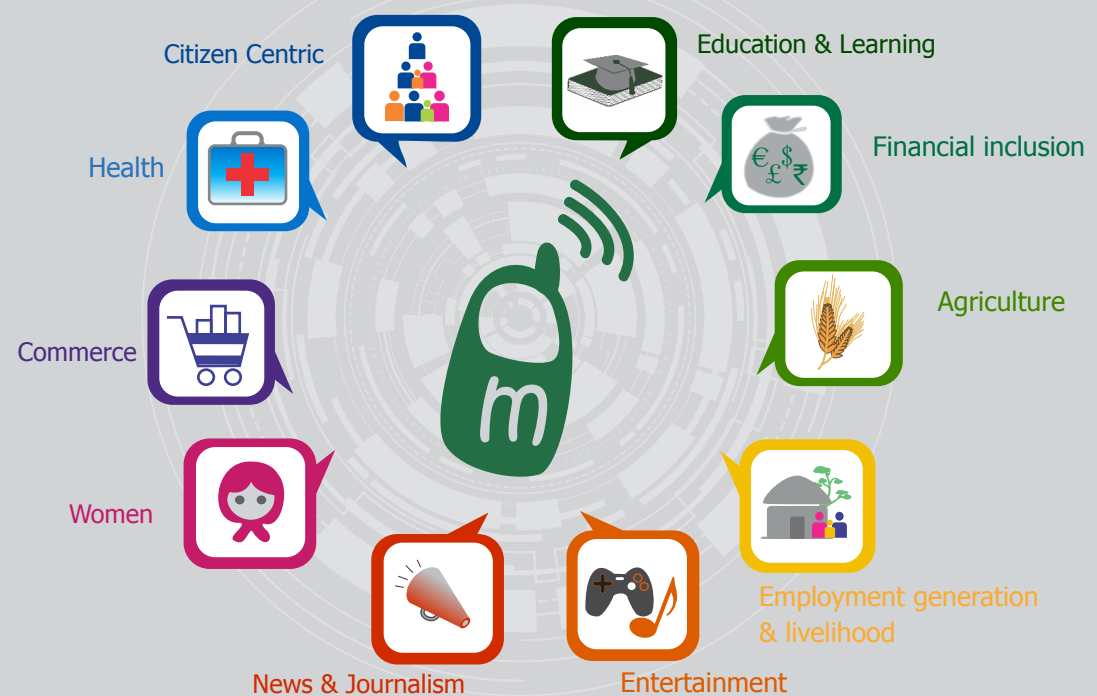 Citizen Centric
Education & Learning
Health
Financial inclusion
€ £ $ ₹
Agriculture
Commerce
m
Women
Employment generation
& livelihood
News & Journalism
Entertainment